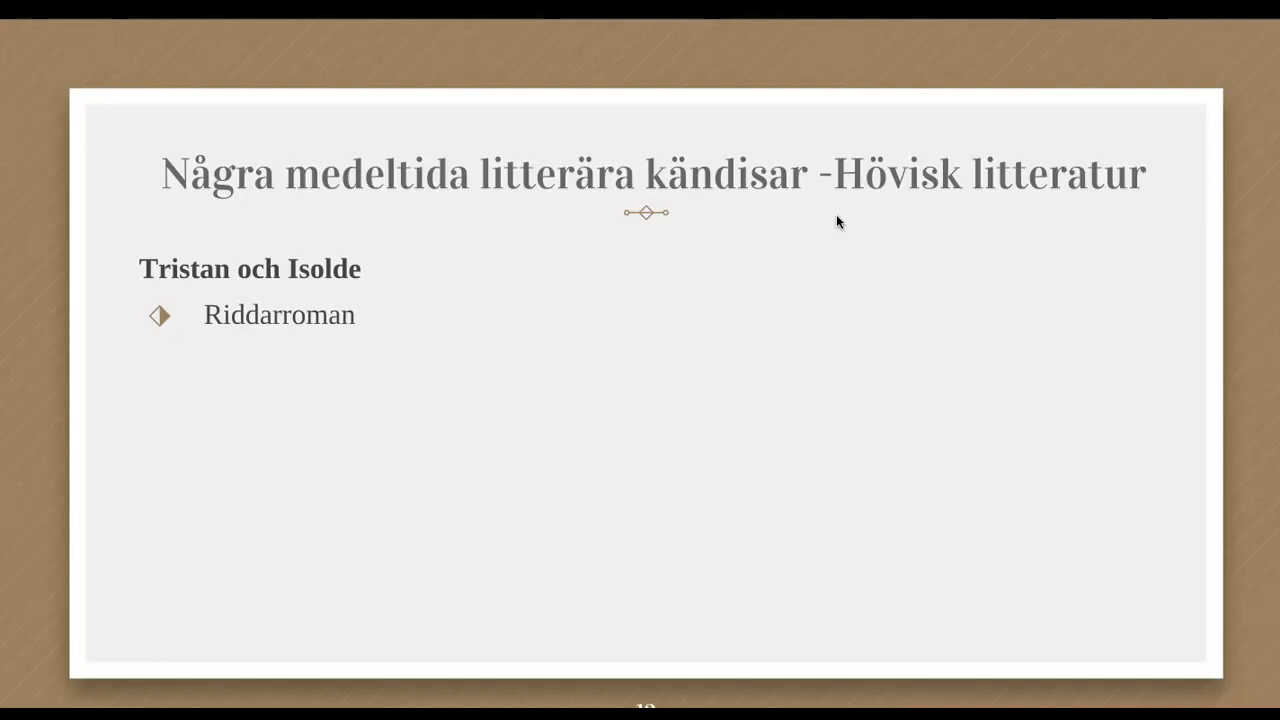 Några medeltida litterära kändisar -Hövisk litteratur
Tristan och Isolde
Riddarroman